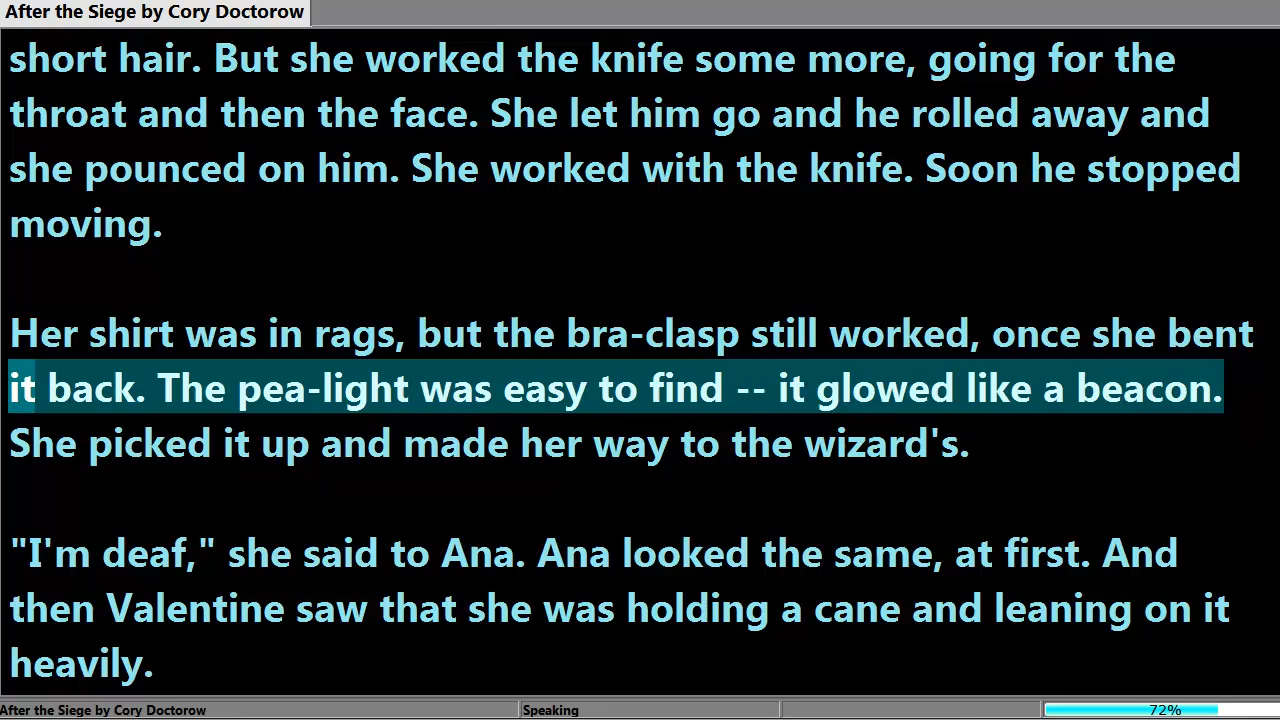 After the Siege by Cory Doctorow
short hair. But she worked the knife some more, going for the
throat and then the face. She let him go and he rolled away and
she pounced on him. She worked with the knife. Soon he stopped
moving.
Her shirt was in rags, but the bra-clasp still worked, once she bent
it back. The pea-light was easy to find -- it glowed like a beacon.
She picked it up and made her way to the wizard's.
"I'm deaf," she said to Ana. Ana looked the same, at first. And
then Valentine saw that she was holding a cane and leaning on it
heavily.
After the Siege by Cory Doctorow
Speaking
72%